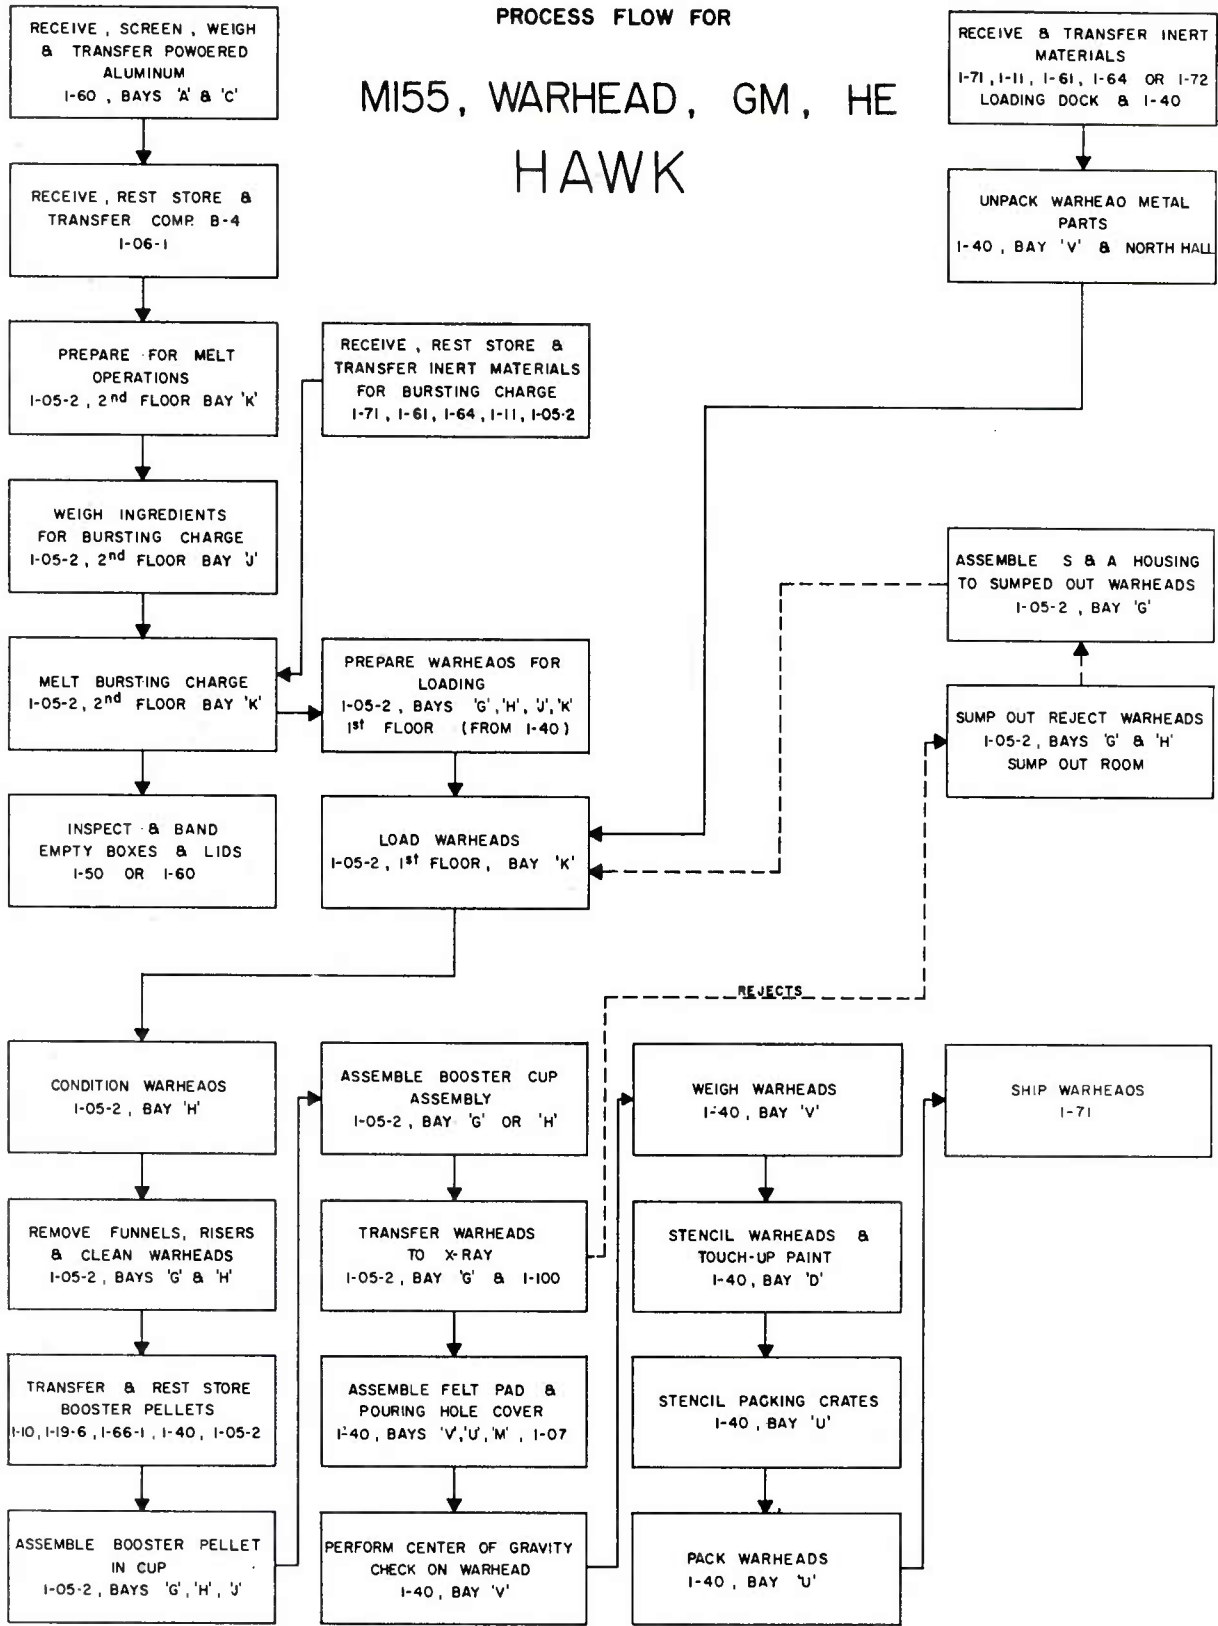 PROCESS FLOW FOR
M155, WARHEAD, GM, HE
HAWK
RECEIVE, SCREEN, WEIGH
& TRANSFER POWOERED
ALUMINUM
1-60, BAYS 'A' & 'C'
RECEIVE, REST STORE &
TRANSFER COMP. B-4
1-06-1
PREPARE FOR MELT
OPERATIONS
1-05-2, 2nd FLOOR BAY 'K'
WEIGH INGREDIENTS
FOR BURSTING CHARGE
1-05-2, 2nd FLOOR BAY 'J'
MELT BURSTING CHARGE
1-05-2, 2nd FLOOR BAY 'K'
INSPECT & BAND
EMPTY BOXES & LIDS
1-50 OR 1-60
RECEIVE, REST STORE &
TRANSFER INERT MATERIALS
FOR BURSTING CHARGE
1-71, 1-61, 1-64, 1-11, 1-05-2
PREPARE WARHEAOS FOR
LOADING
1-05-2, BAYS 'G', 'H', 'J', 'K'
1st FLOOR (FROM 1-40)
LOAD WARHEADS
1-05-2, 1st FLOOR, BAY 'K'
RECEIVE & TRANSFER INERT
MATERIALS
1-71, 1-11, 1-61, 1-64 OR 1-72
LOADING DOCK & 1-40
UNPACK WARHEAO METAL
PARTS
1-40, BAY 'V' & NORTH HALL
ASSEMBLE S & A HOUSING
TO SUMPED OUT WARHEADS
1-05-2, BAY 'G'
SUMP OUT REJECT WARHEADS
1-05-2, BAYS 'G' & 'H'
SUMP OUT ROOM
REJECTS
CONDITION WARHEAOS
1-05-2, BAY 'H'
REMOVE FUNNELS, RISERS
& CLEAN WARHEADS
1-05-2, BAYS 'G' & 'H'
TRANSFER & REST STORE
BOOSTER PELLETS
1-10, 1-19-6, 1-66-1, 1-40, 1-05-2
ASSEMBLE BOOSTER PELLET
IN CUP
1-05-2, BAYS 'G', 'H', 'J'
ASSEMBLE BOOSTER CUP
ASSEMBLY
1-05-2, BAY 'G' OR 'H'
TRANSFER WARHEADS
TO X-RAY
1-05-2, BAY 'G' & 1-100
ASSEMBLE FELT PAD &
POURING HOLE COVER
1-40, BAYS 'V', 'U', 'M', 1-07
PERFORM CENTER OF GRAVITY
CHECK ON WARHEAD
1-40, BAY 'V'
WEIGH WARHEADS
1-40, BAY 'V'
STENCIL WARHEADS &
TOUCH-UP PAINT
1-40, BAY 'D'
STENCIL PACKING CRATES
1-40, BAY 'U'
PACK WARHEADS
1-40, BAY 'U'
SHIP WARHEAOS
1-71